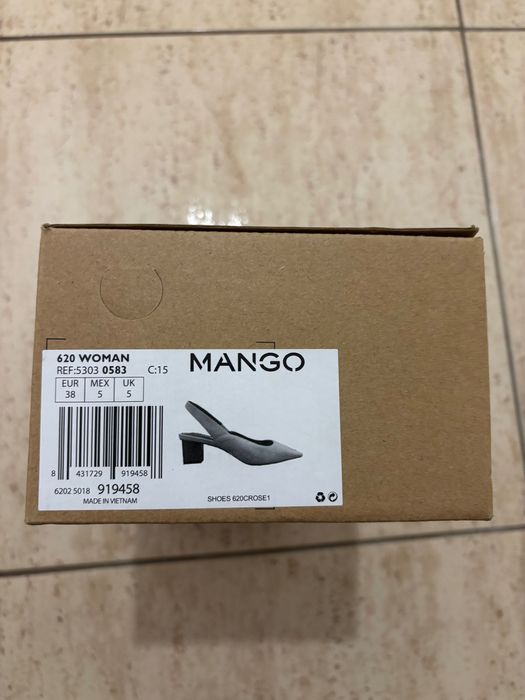 620 WOMAN
REF:5303 0583 C:15
MANGO
EUR MEX UK
38 5 5
8 431729 919458
6202 5018 919458
MADE IN VIETNAM
SHOES 620CROSE1